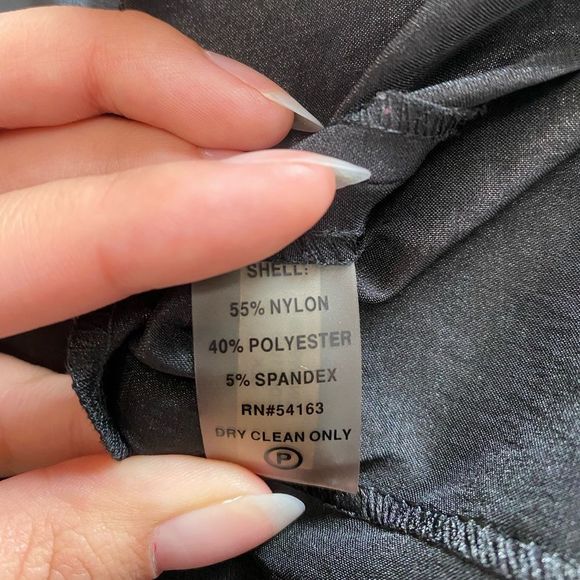 SHELL:
55% NYLON
40% POLYESTER
5% SPANDEX
RN#54163
DRY CLEAN ONLY
P